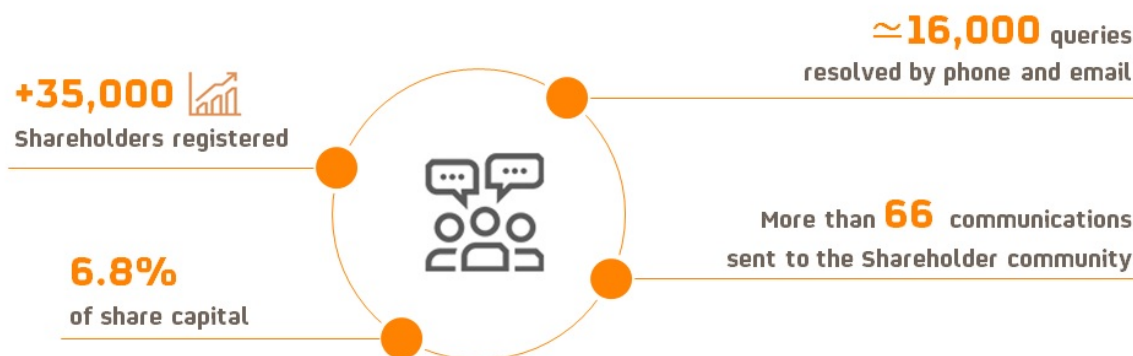 +35,000
Shareholders registered
6.8%
of share capital
≃16,000 queries
resolved by phone and email
More than 66 communications
sent to the Shareholder community